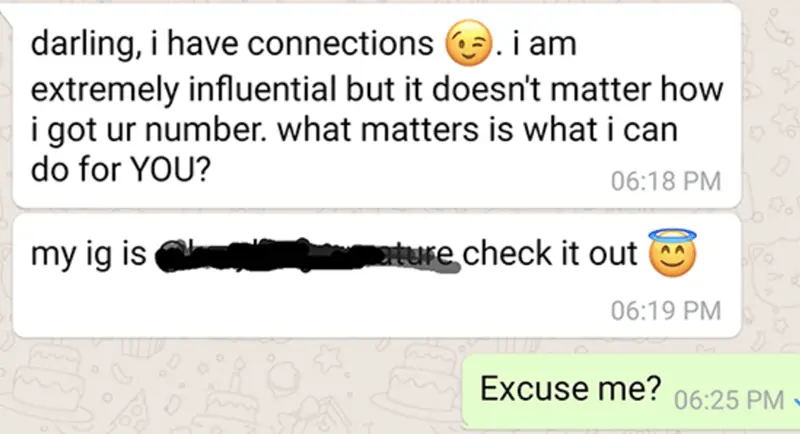 darling, i have connections 😉. i am
extremely influential but it doesn't matter how
i got ur number. what matters is what i can
do for YOU?
06:18 PM
my ig is check it out 😇
06:19 PM
Excuse me? 06:25 PM